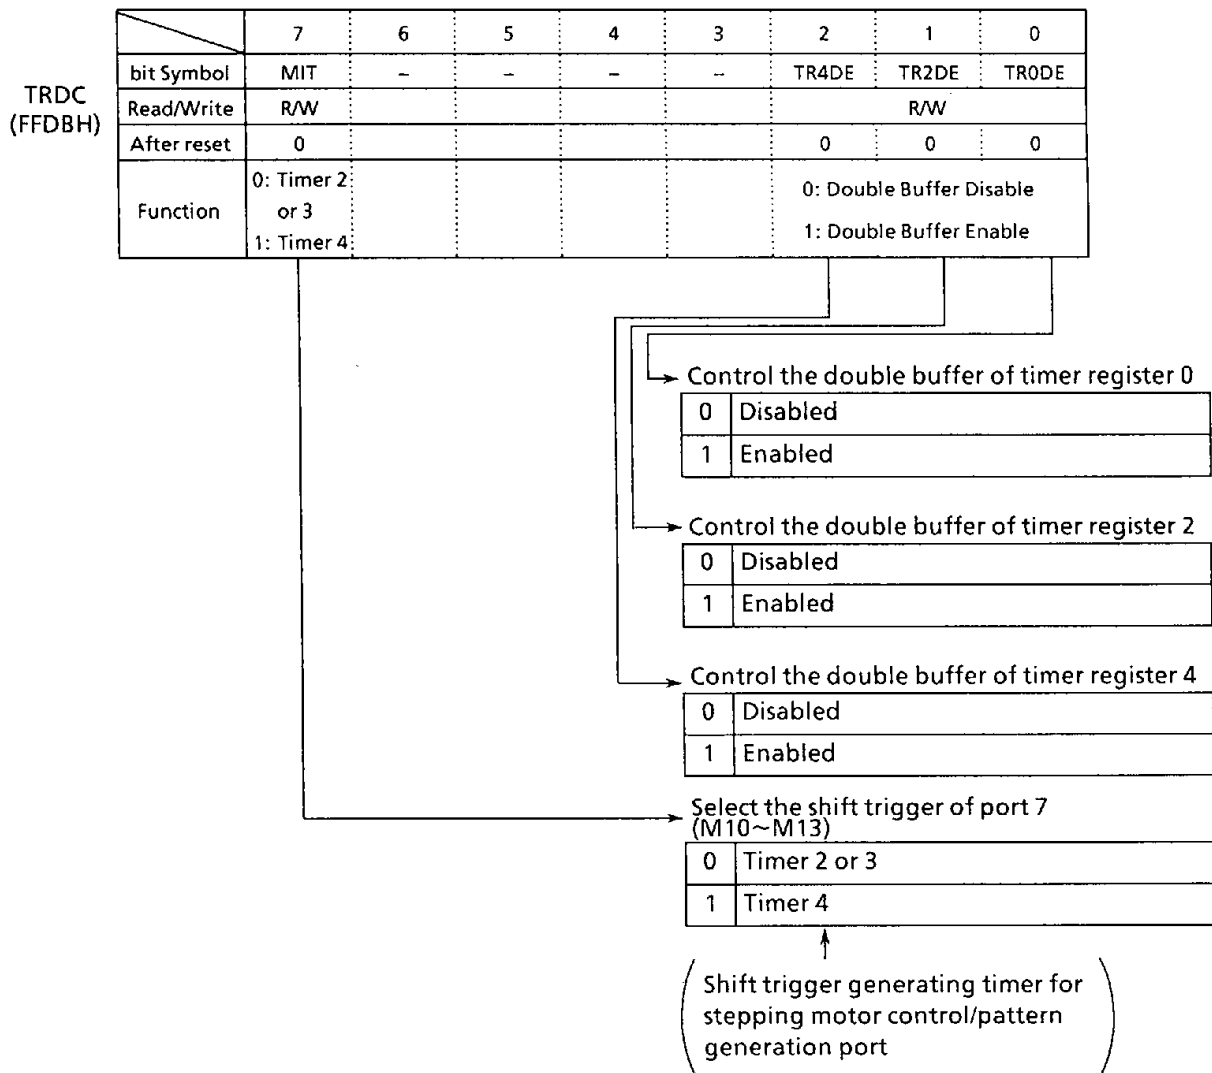 7 6 5 4 3 2 1 0
bit Symbol MIT – – – – TR4DE TR2DE TR0DE
TRDC
(FFDBH)
Read/Write R/W R/W
After reset 0 0 0 0
Function
0: Timer 2
or 3
1: Timer 4
0: Double Buffer Disable
1: Double Buffer Enable
Control the double buffer of timer register 0
0 Disabled
1 Enabled
Control the double buffer of timer register 2
0 Disabled
1 Enabled
Control the double buffer of timer register 4
0 Disabled
1 Enabled
Select the shift trigger of port 7
(M10~M13)
0 Timer 2 or 3
1 Timer 4
Shift trigger generating timer for
stepping motor control/pattern
generation port